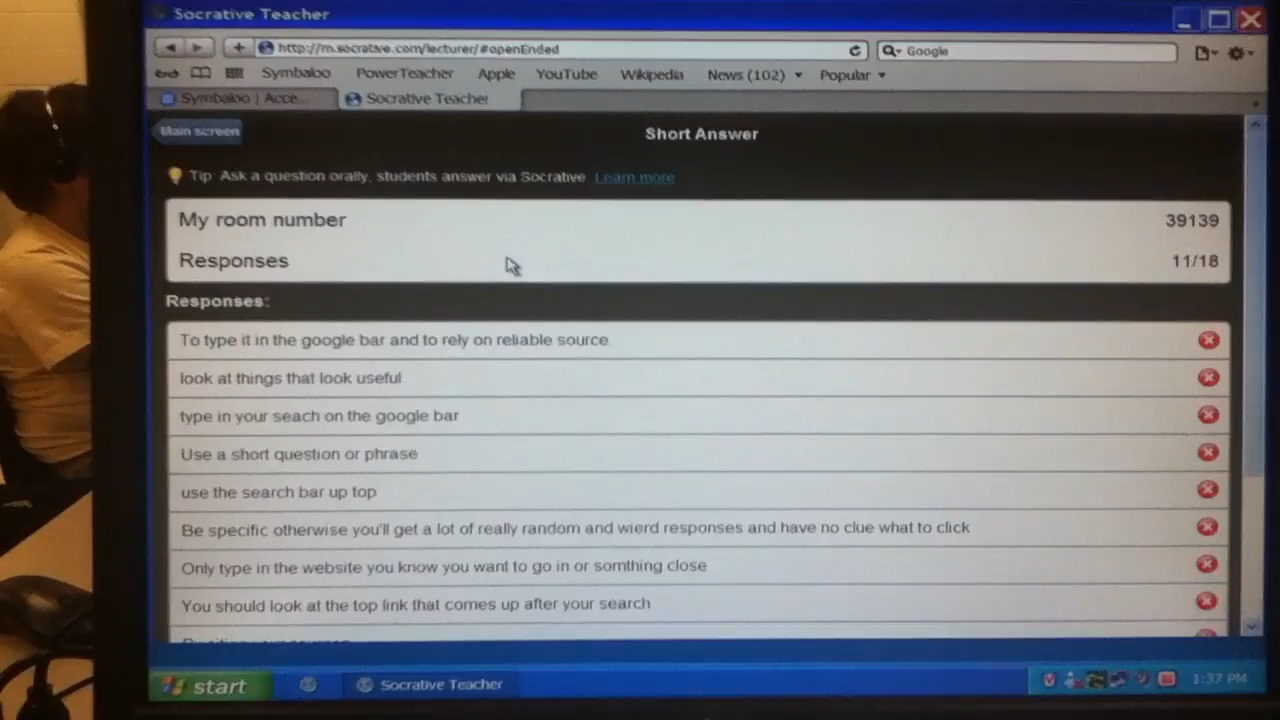 Socrative Teacher
http://m.socrative.com/lecturer/#openEnded
Google
Symbaloo PowerTeacher Apple YouTube Wikipedia News (102) Popular
Symbaloo | Acce... Socrative Teacher
Main screen
Short Answer
Tip Ask a question orally, students answer via Socrative Learn more
My room number 39139
Responses 11/18
Responses:
To type it in the google bar and to rely on reliable source
look at things that look useful
type in your seach on the google bar
Use a short question or phrase
use the search bar up top
Be specific otherwise you'll get a lot of really random and wierd responses and have no clue what to click
Only type in the website you know you want to go in or somthing close
You should look at the top link that comes up after your search
start Socrative Teacher 1:37 PM